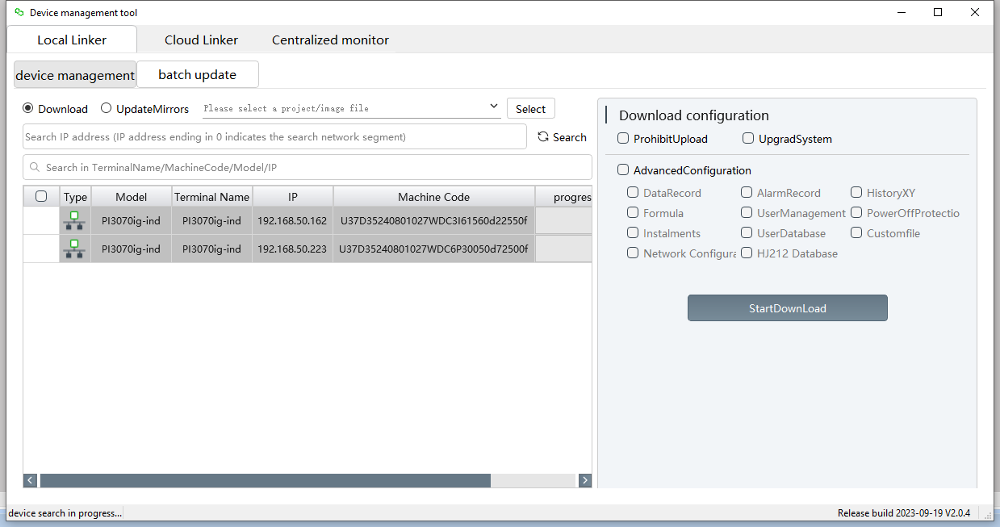 Device management tool
Local Linker Cloud Linker Centralized monitor
device management batch update
Download UpdateMirrors Please select a project/image file Select
Search IP address (IP address ending in 0 indicates the search network segment) Search
Search in TerminalName/MachineCode/Model/IP
Type Model Terminal Name IP Machine Code progres
PI3070ig-ind PI3070ig-ind 192.168.50.162 U37D35240801027WDC3I61560d22550f
PI3070ig-ind PI3070ig-ind 192.168.50.223 U37D35240801027WDC6P30050d72500f
Download configuration
ProhibitUpload UpgradSystem
AdvancedConfiguration
DataRecord AlarmRecord HistoryXY
Formula UserManagement PowerOffProtectio
Instalments UserDatabase Customfile
Network Configura HJ212 Database
StartDownLoad
device search in progress... Release build 2023-09-19 V2.0.4